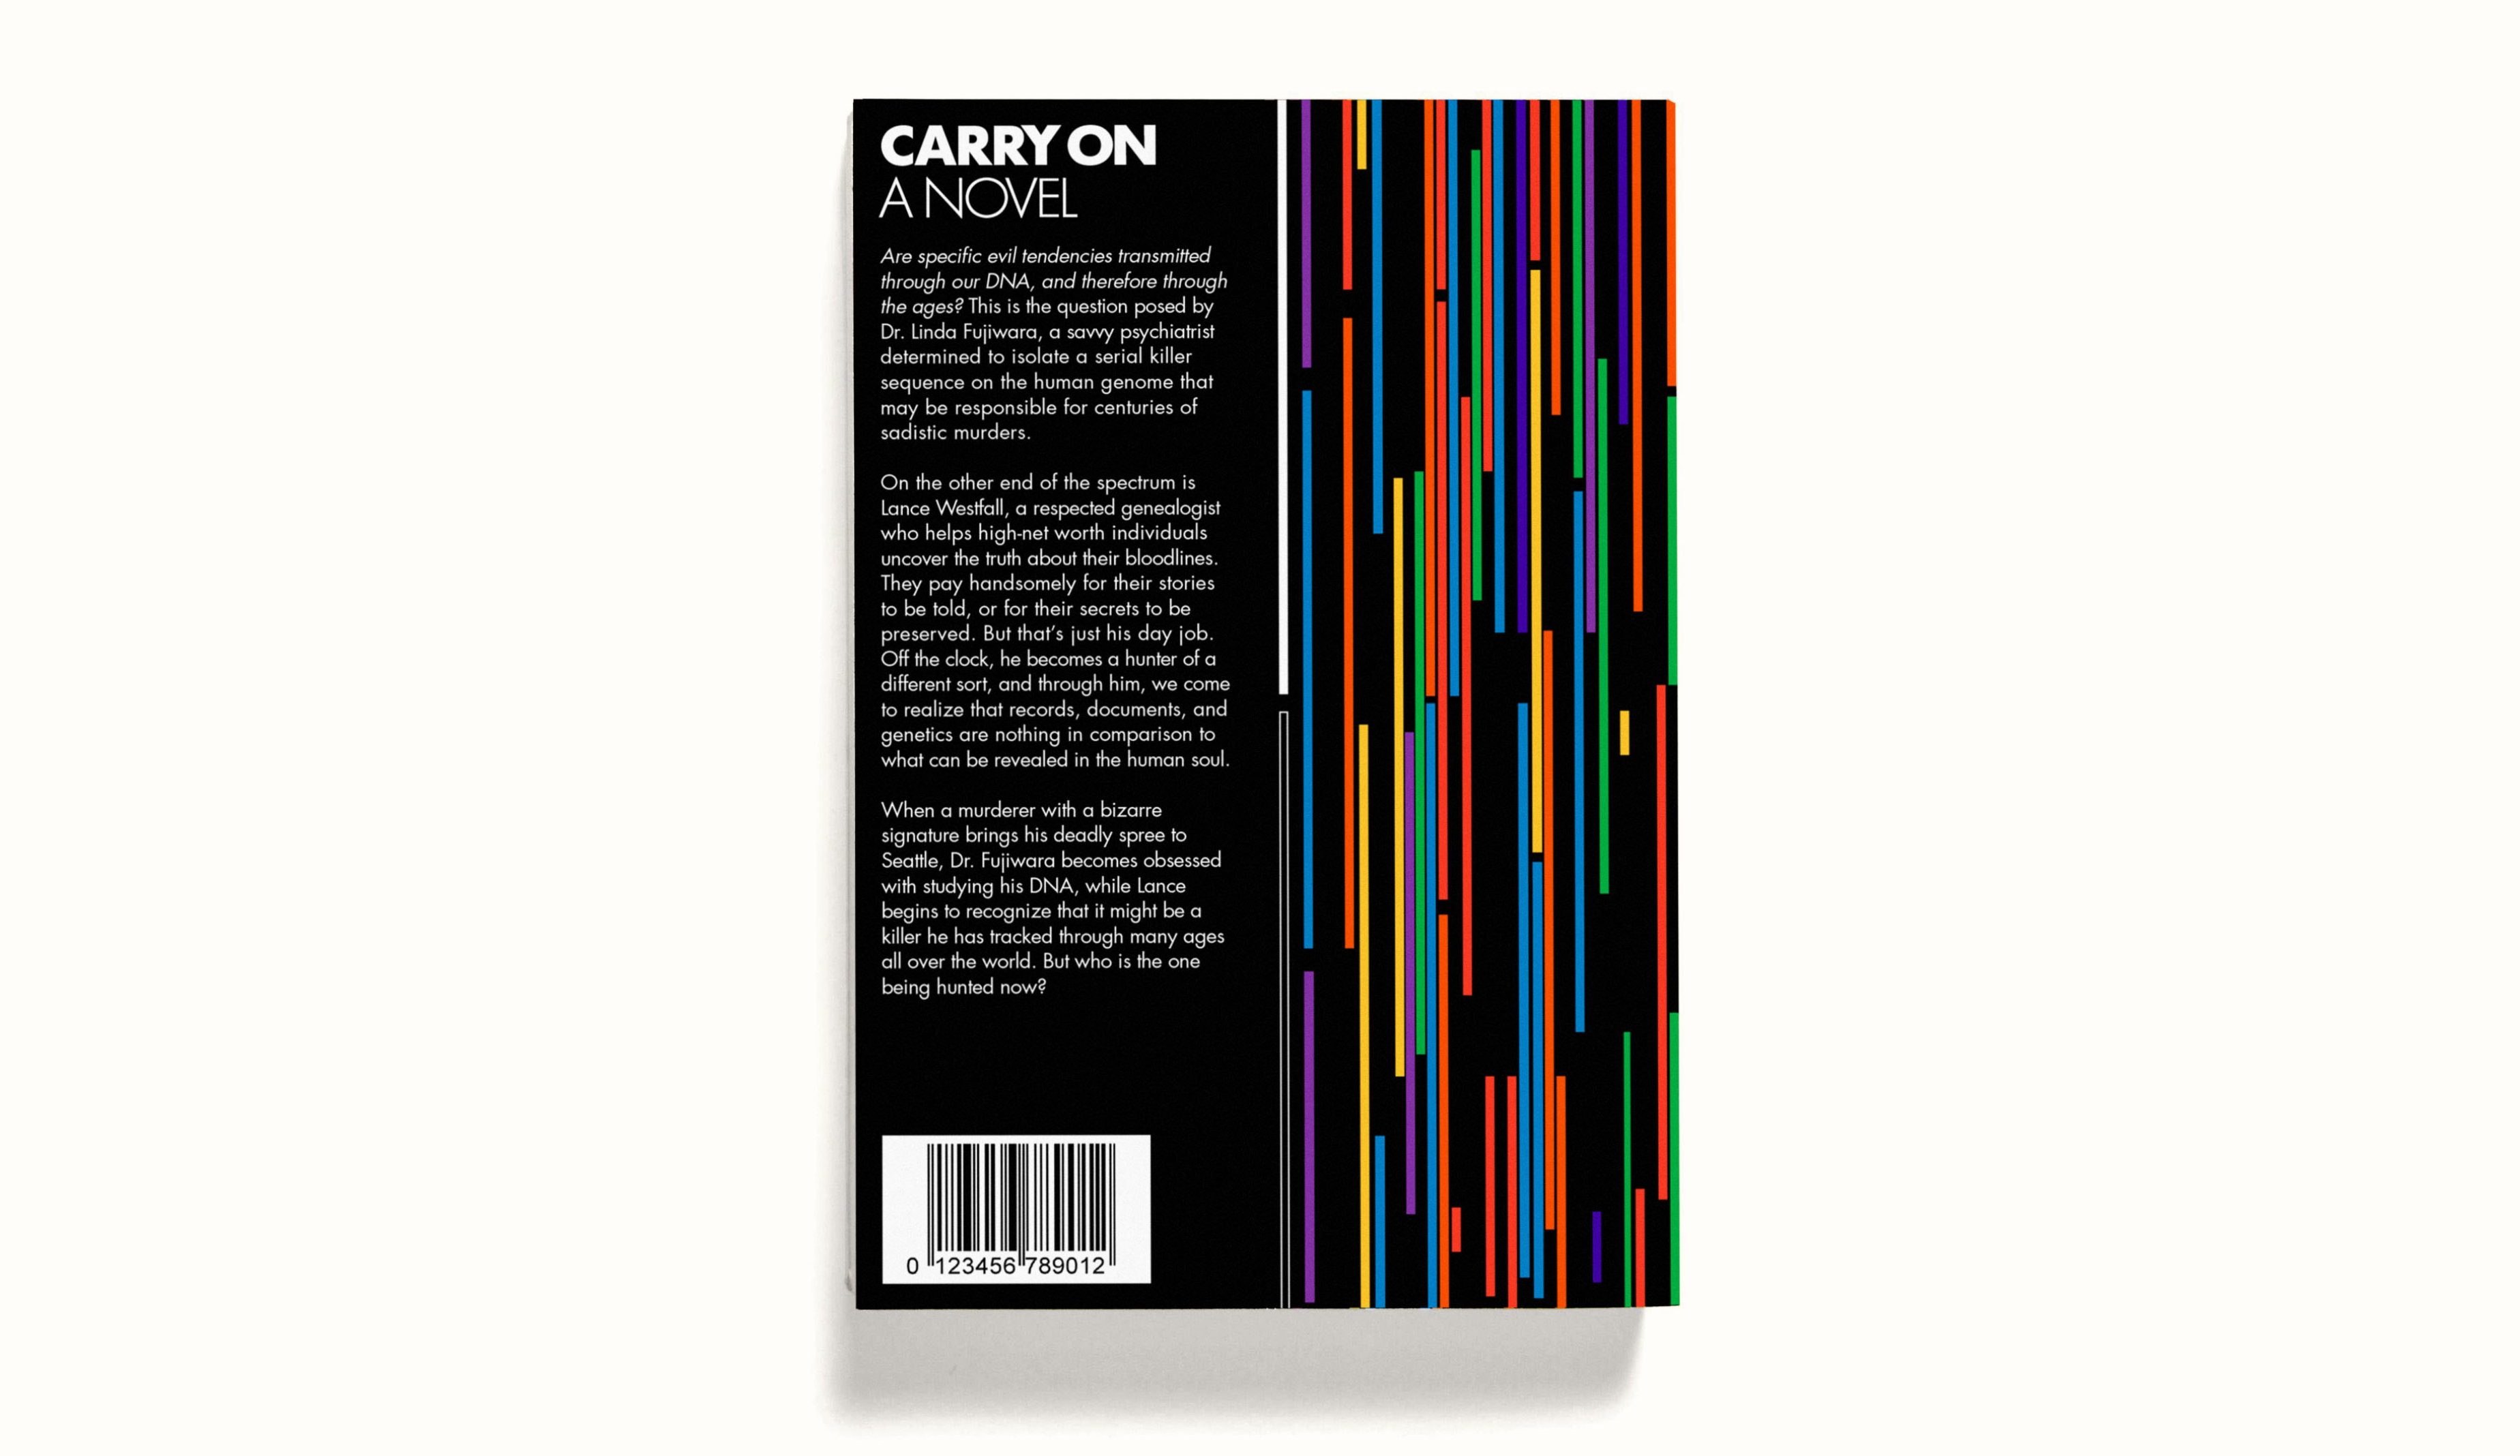 CARRY ON
A NOVEL
Are specific evil tendencies transmitted
through our DNA, and therefore through
the ages? This is the question posed by
Dr. Linda Fujiwara, a savvy psychiatrist
determined to isolate a serial killer
sequence on the human genome that
may be responsible for centuries of
sadistic murders.
On the other end of the spectrum is
Lance Westfall, a respected genealogist
who helps high-net worth individuals
uncover the truth about their bloodlines.
They pay handsomely for their stories
to be told, or for their secrets to be
preserved. But that's just his day job.
Off the clock, he becomes a hunter of a
different sort, and through him, we come
to realize that records, documents, and
genetics are nothing in comparison to
what can be revealed in the human soul.
When a murderer with a bizarre
signature brings his deadly spree to
Seattle, Dr. Fujiwara becomes obsessed
with studying his DNA, while Lance
begins to recognize that it might be a
killer he has tracked through many ages
all over the world. But who is the one
being hunted now?
0 123456 789012